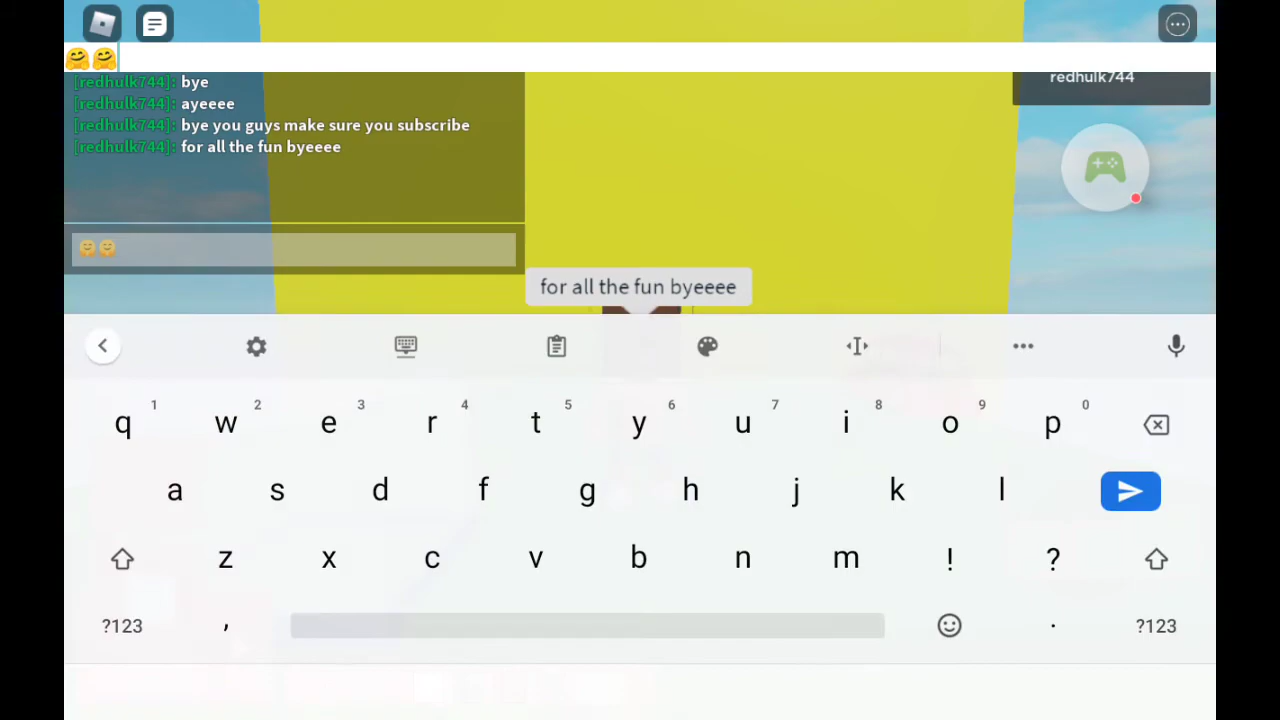 🤗🤗
[redhulk744]: bye
[redhulk744]: ayeeee
[redhulk744]: bye you guys make sure you subscribe
[redhulk744]: for all the fun byeeee
redhulk744
🤗🤗
for all the fun byeeee
q 1 w 2 e 3 r 4 t 5 y 6 u 7 i 8 o 9 p 0
a s d f g h j k l
z x c v b n m ! ?
?123 , . ?123